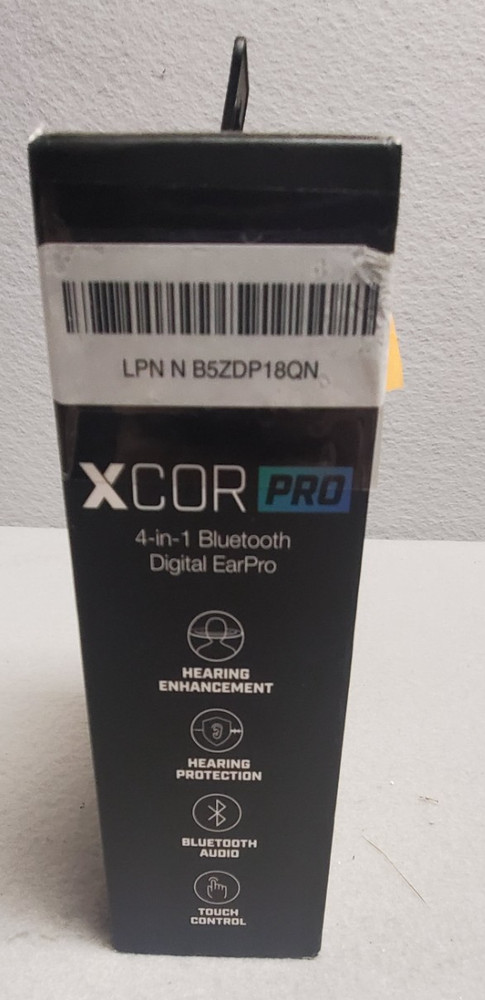 LPN N B5ZDP18QN
XCOR PRO
4-in-1 Bluetooth
Digital EarPro
HEARING
ENHANCEMENT
HEARING
PROTECTION
BLUETOOTH
AUDIO
TOUCH
CONTROL